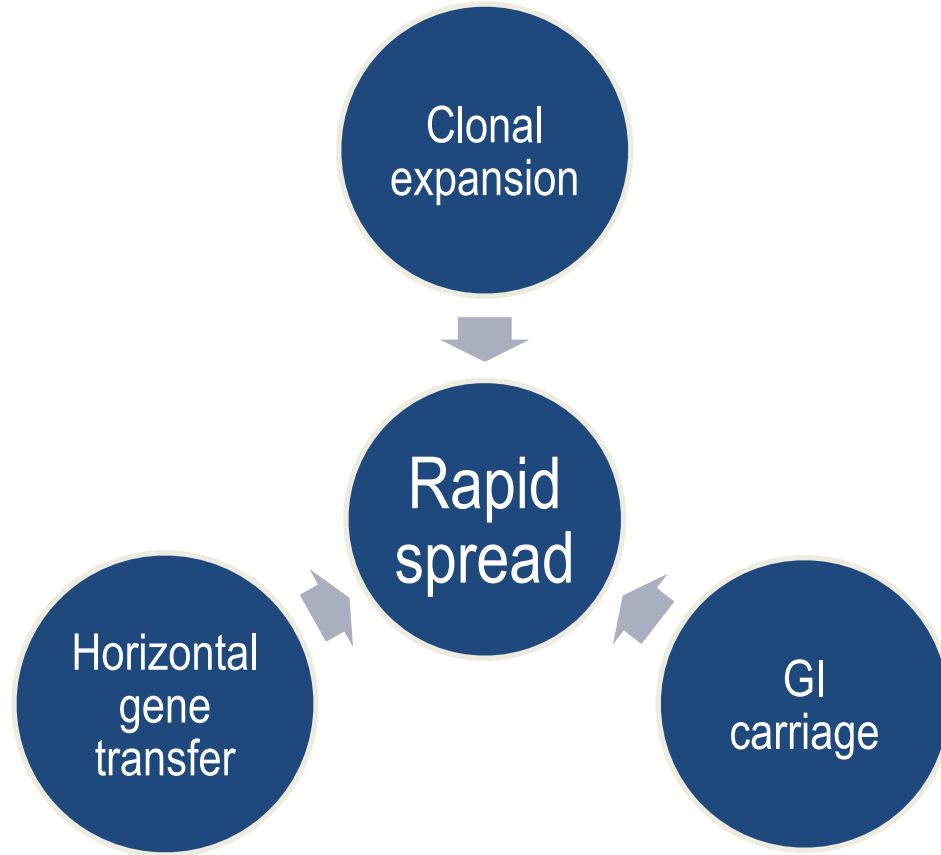 Clonal
expansion
Rapid
spread
Horizontal
gene
transfer
GI
carriage